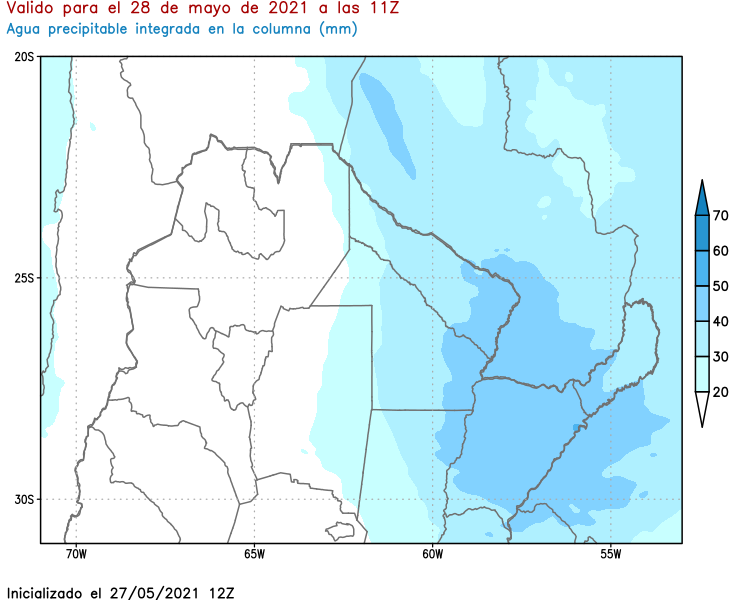 Valido para el 28 de mayo de 2021 a las 11Z
Agua precipitable integrada en la columna (mm)
20S
25S
30S
70W
65W
60W
55W
70
60
50
40
30
20
Inicializado el 27/05/2021 12Z